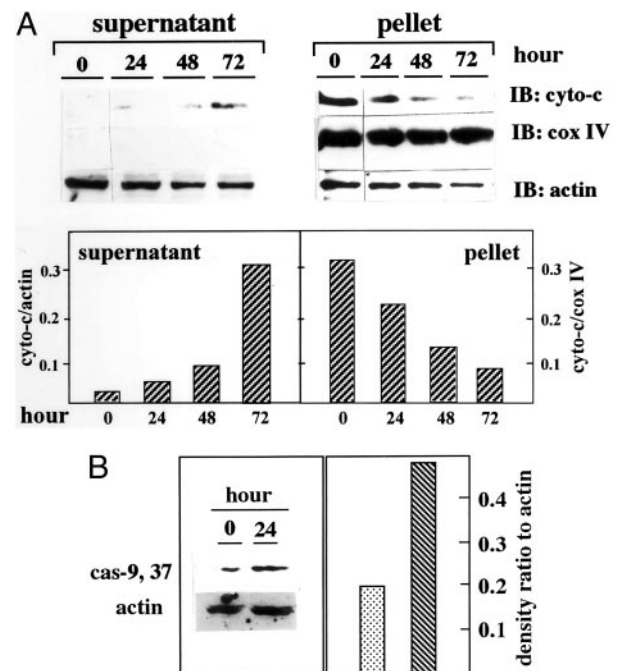 A
supernatant pellet
0 24 48 72 0 24 48 72 hour
IB: cyto-c
IB: cox IV
IB: actin
supernatant pellet
cyto-c/actin
0.3
0.2
0.1
0.3
0.2
0.1
cyto-c/cox IV
hour 0 24 48 72 0 24 48 72
B
hour
0 24
cas-9, 37
actin
0.4
0.3
0.2
0.1
density ratio to actin